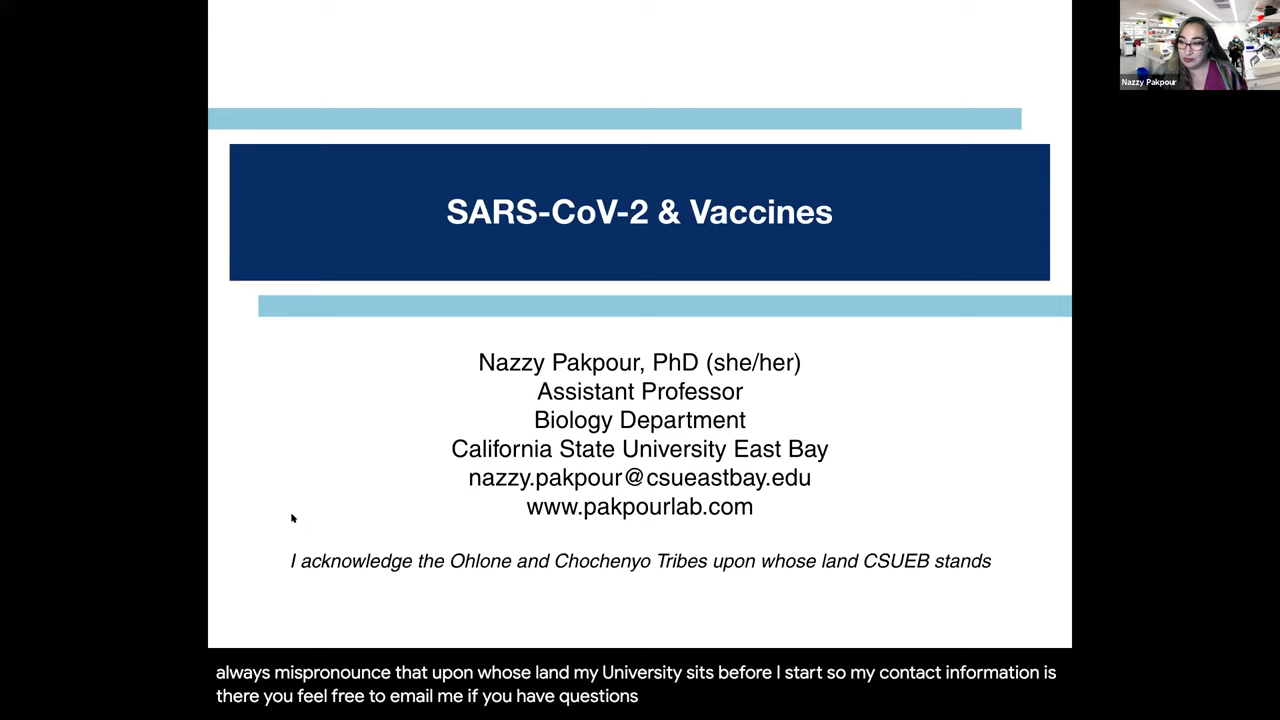 Nazzy Pakpour
SARS-CoV-2 & Vaccines
Nazzy Pakpour, PhD (she/her)
Assistant Professor
Biology Department
California State University East Bay
nazzy.pakpour@csueastbay.edu
www.pakpourlab.com
I acknowledge the Ohlone and Chochenyo Tribes upon whose land CSUEB stands
always mispronounce that upon whose land my University sits before I start so my contact information is
there you feel free to email me if you have questions